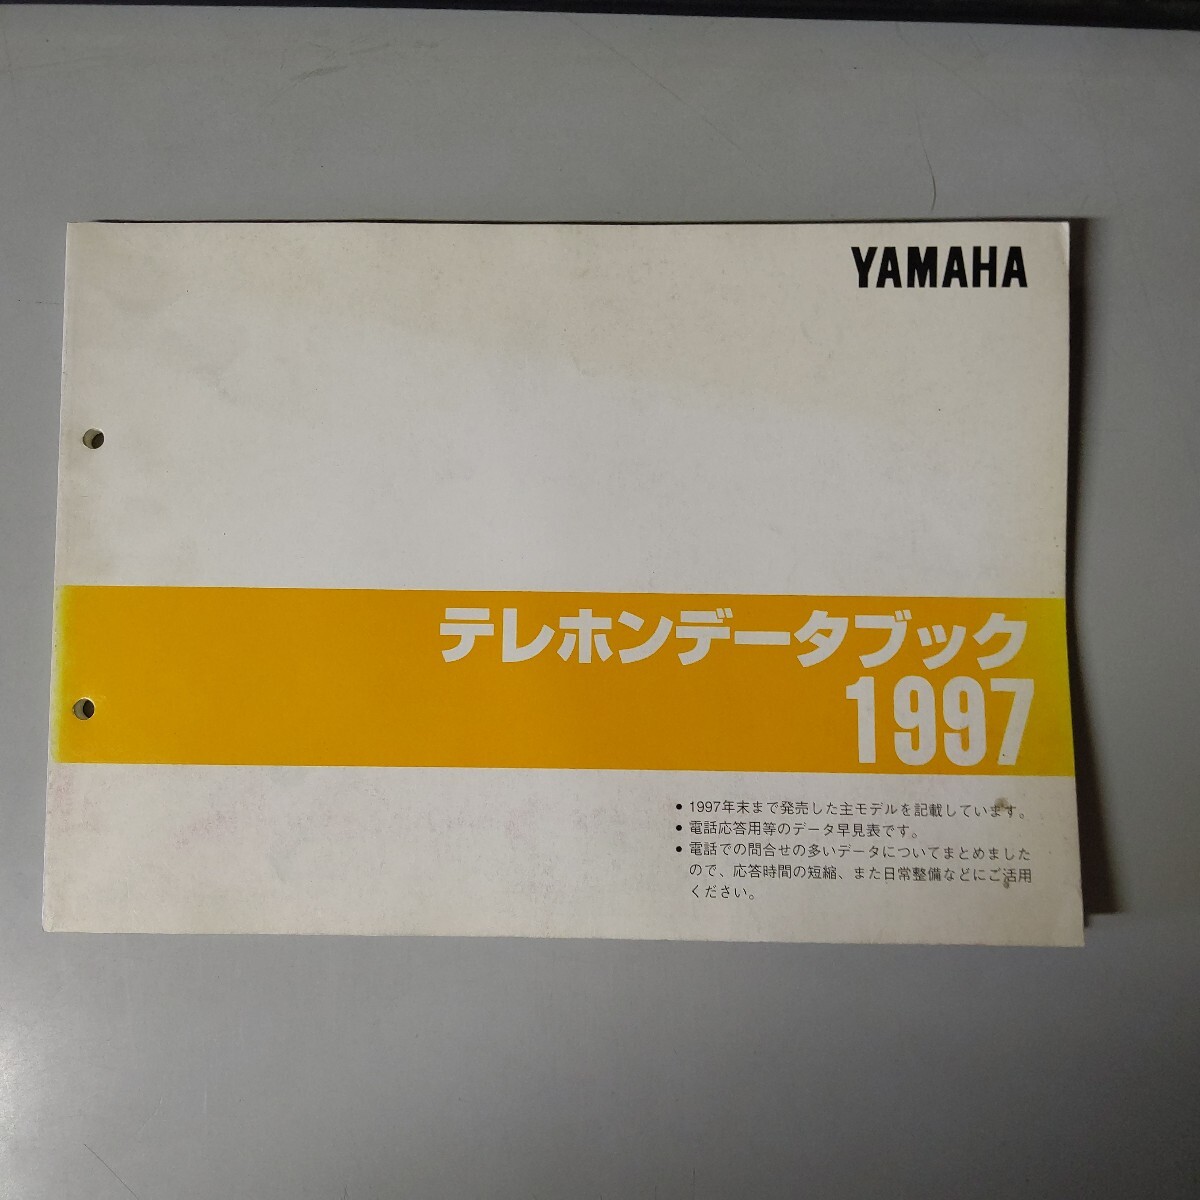 YAMAHA
テレホンデータブック
1997
● 1997年末まで発売した主モデルを記載しています。
● 電話応答用等のデータ早見表です。
● 電話での問合せの多いデータについてまとめました
ので、応答時間の短縮、また日常整備などにご活用
ください。